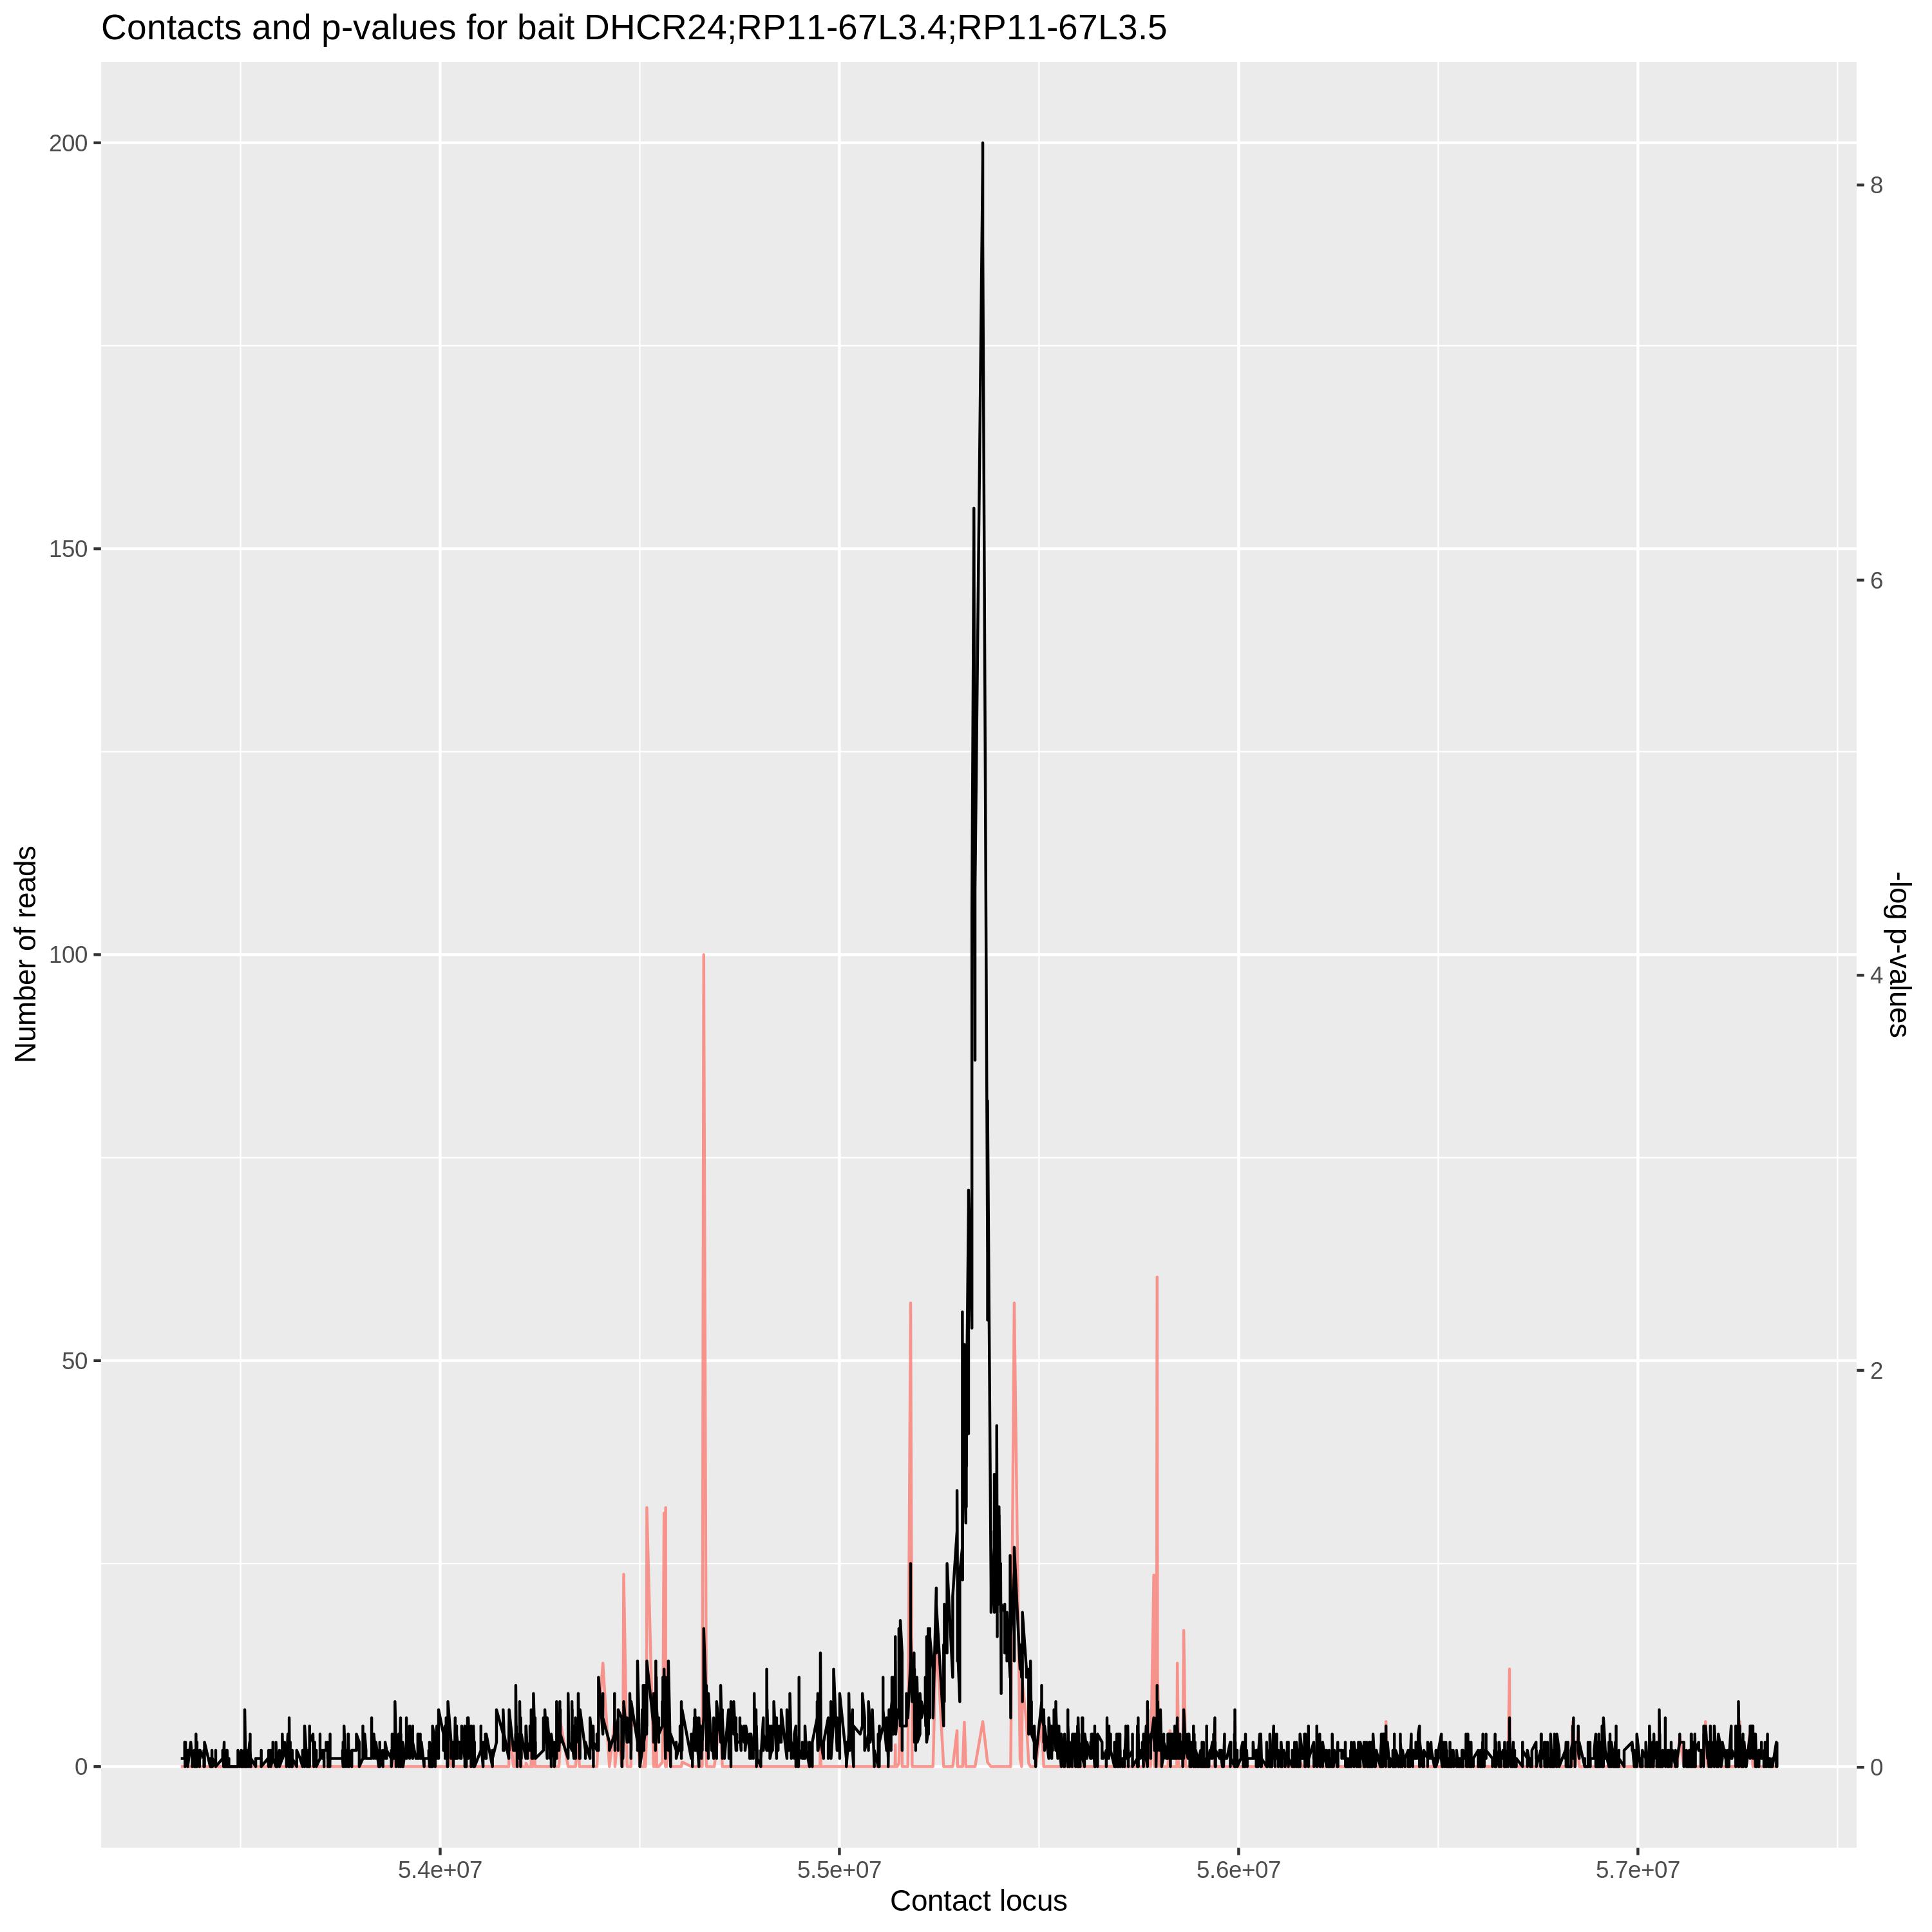 Contacts and p-values for bait DHCR24;RP11-67L3.4;RP11-67L3.5
200
150
100
50
0
Number of reads
8
6
4
2
0
-log p-values
5.4e+07
5.5e+07
5.6e+07
5.7e+07
Contact locus